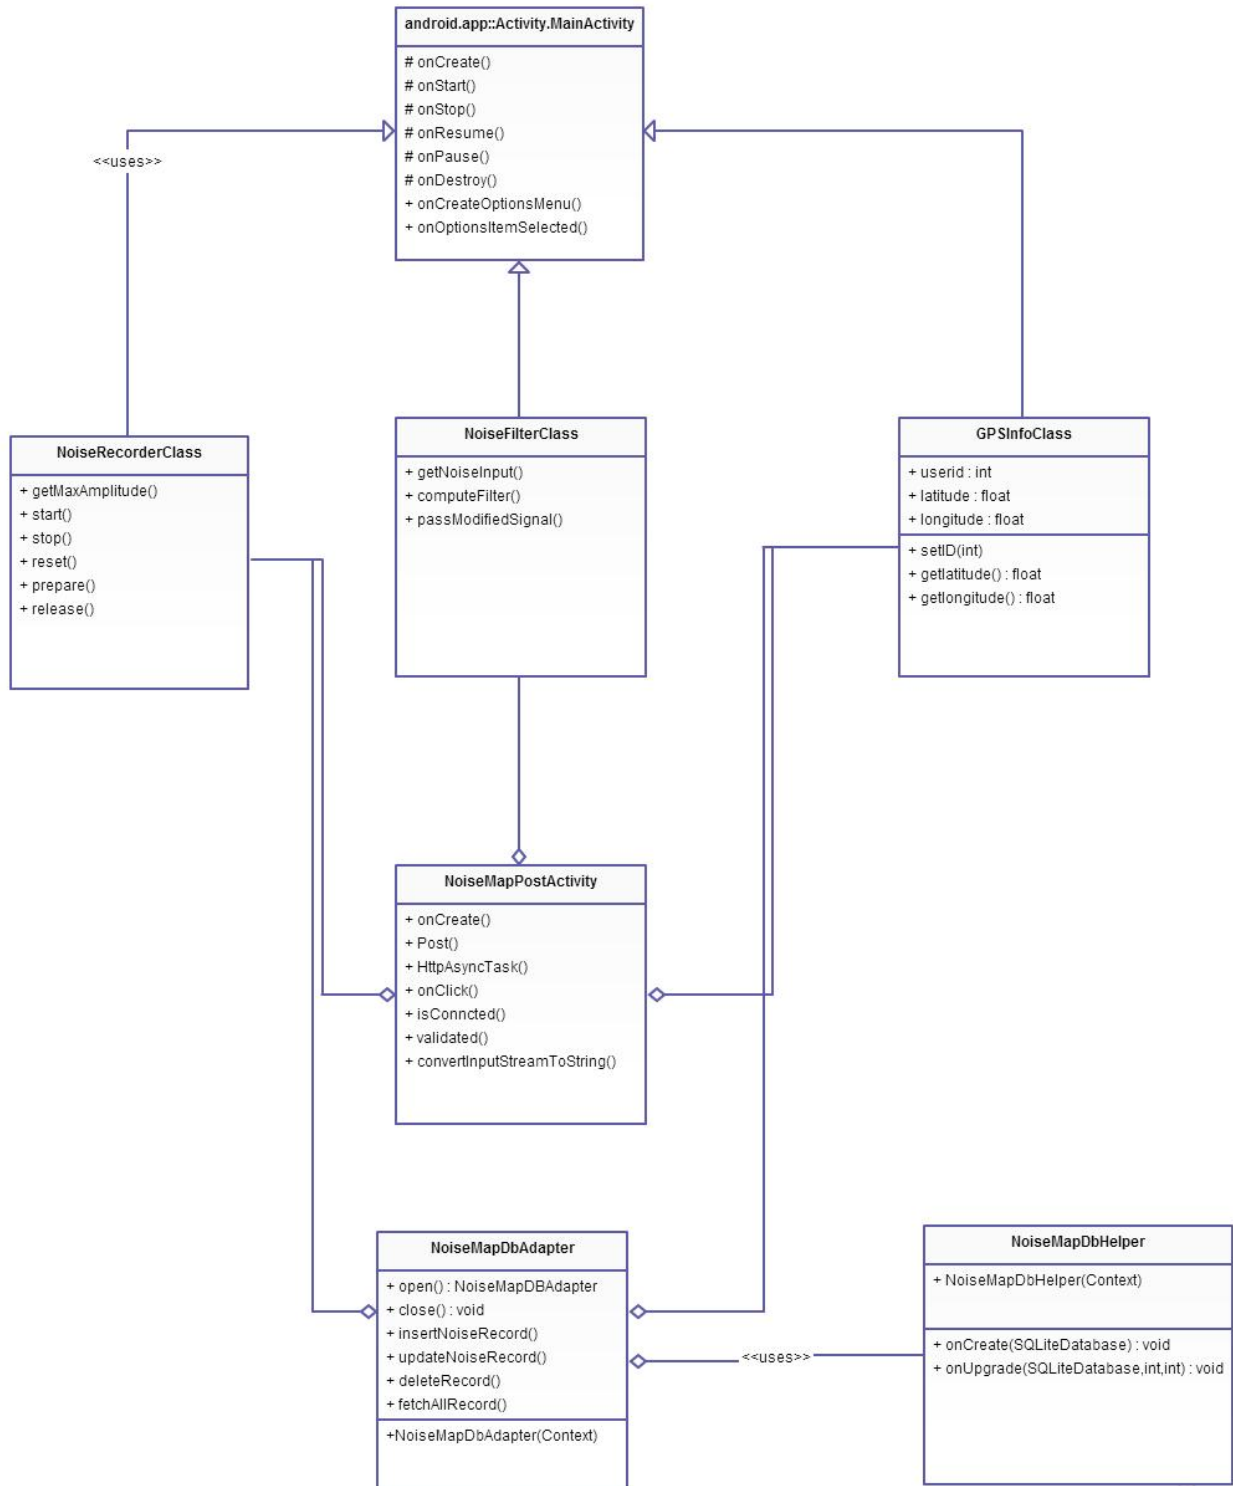 android.app::Activity.MainActivity
# onCreate()
# onStart()
# onStop()
# onResume()
# onPause()
# onDestroy()
+ onCreateOptionsMenu()
+ onOptionsItemSelected()
<<uses>>
NoiseRecorderClass
+ getMaxAmplitude()
+ start()
+ stop()
+ reset()
+ prepare()
+ release()
NoiseFilterClass
+ getNoiseInput()
+ computeFilter()
+ passModifiedSignal()
GPSInfoClass
+ userid : int
+ latitude : float
+ longitude : float
+ setID(int)
+ getlatitude() : float
+ getlongitude() : float
NoiseMapPostActivity
+ onCreate()
+ Post()
+ HttpAsyncTask()
+ onClick()
+ isConncted()
+ validated()
+ convertInputStreamToString()
NoiseMapDbAdapter
+ open() : NoiseMapDBAdapter
+ close() : void
+ insertNoiseRecord()
+ updateNoiseRecord()
+ deleteRecord()
+ fetchAllRecord()
+NoiseMapDbAdapter(Context)
<<uses>>
NoiseMapDbHelper
+ NoiseMapDbHelper(Context)
+ onCreate(SQLiteDatabase) : void
+ onUpgrade(SQLiteDatabase,int,int) : void